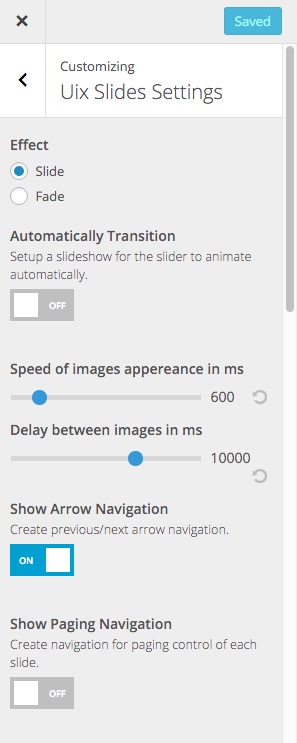 Saved
Customizing
Uix Slides Settings
Effect
Slide
Fade
Automatically Transition
Setup a slideshow for the slider to animate
automatically.
OFF
Speed of images appereance in ms
600
Delay between images in ms
10000
Show Arrow Navigation
Create previous/next arrow navigation.
ON
Show Paging Navigation
Create navigation for paging control of each
slide.
OFF